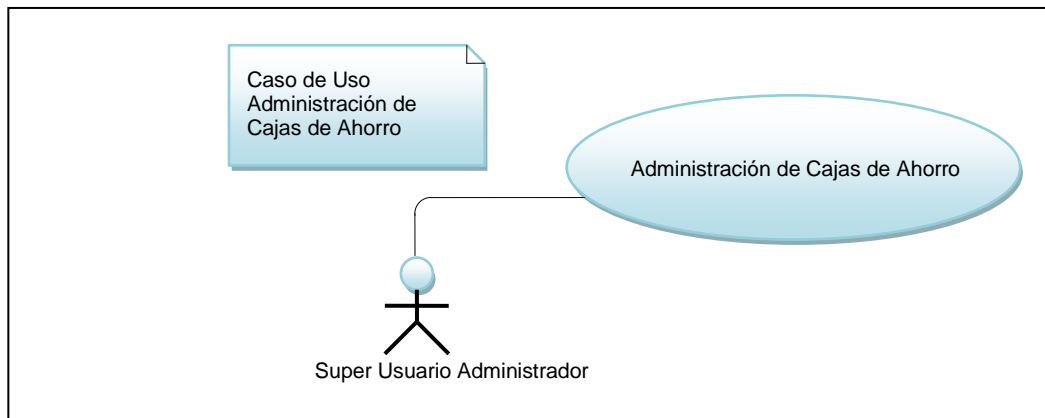 Caso de Uso
Administración de
Cajas de Ahorro
Administración de Cajas de Ahorro
Super Usuario Administrador